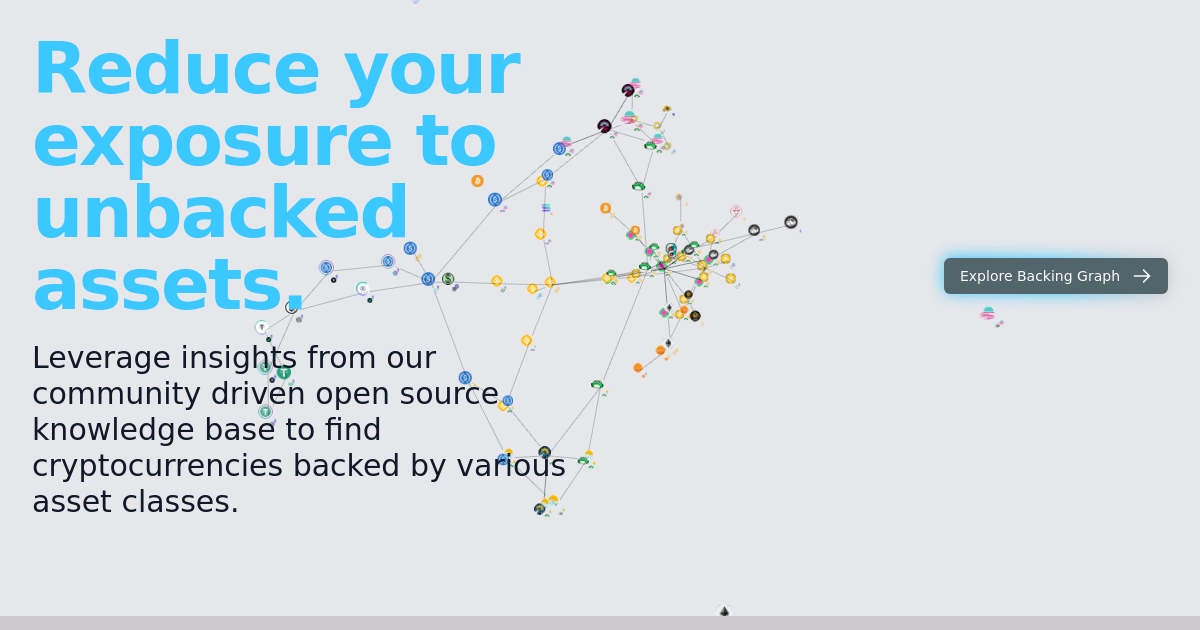 Reduce your
exposure to
unbacked
assets.
Leverage insights from our
community driven open source
knowledge base to find
cryptocurrencies backed by various
asset classes.
Explore Backing Graph